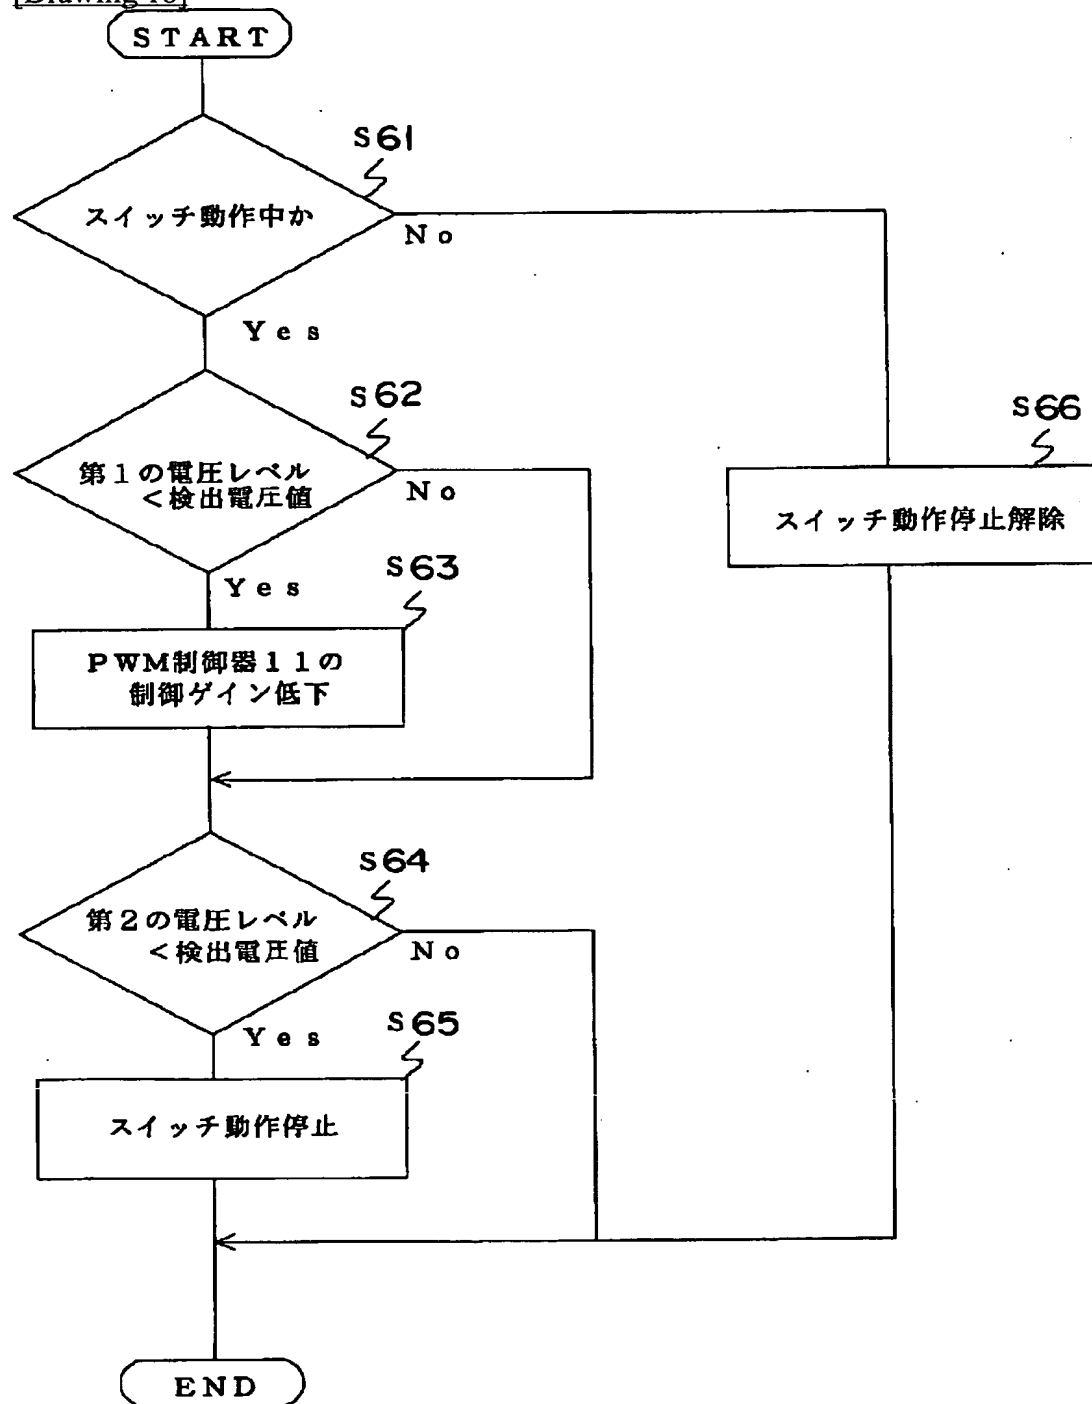 START
S61
スイッチ動作中か
No
Yes
S62
第1の電圧レベル
<検出電圧値
No
Yes
S63
PWM制御器11の
制御ゲイン低下
S64
第2の電圧レベル
<検出電圧値
No
Yes
S65
スイッチ動作停止
S66
スイッチ動作停止解除
END